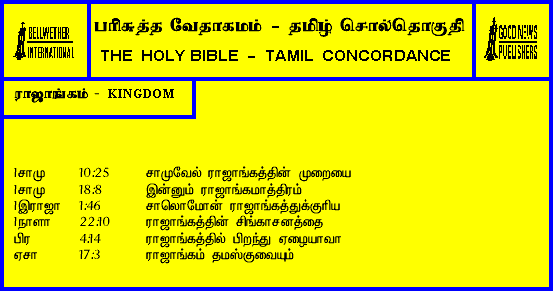 BELLWETHER
INTERNATIONAL
பரிசுத்த வேதாகமம் - தமிழ் சொல்தொகுதி
THE HOLY BIBLE - TAMIL CONCORDANCE
GOOD NEWS
PUBLISHERS
ராஜாங்கம் - KINGDOM
1சாமு 10:25 சாமுவேல் ராஜாங்கத்தின் முறையை
1சாமு 18:8 இன்னும் ராஜாங்கமாத்திரம்
1இராஜா 1:46 சாலொமோன் ராஜாங்கத்துக்குரிய
1நாளா 22:10 ராஜாங்கத்தின் சிங்காசனத்தை
பிர 4:14 ராஜாங்கத்தில் பிறந்து ஏழையாவா
ஏசா 17:3 ராஜாங்கம் தமஸ்குவையும்